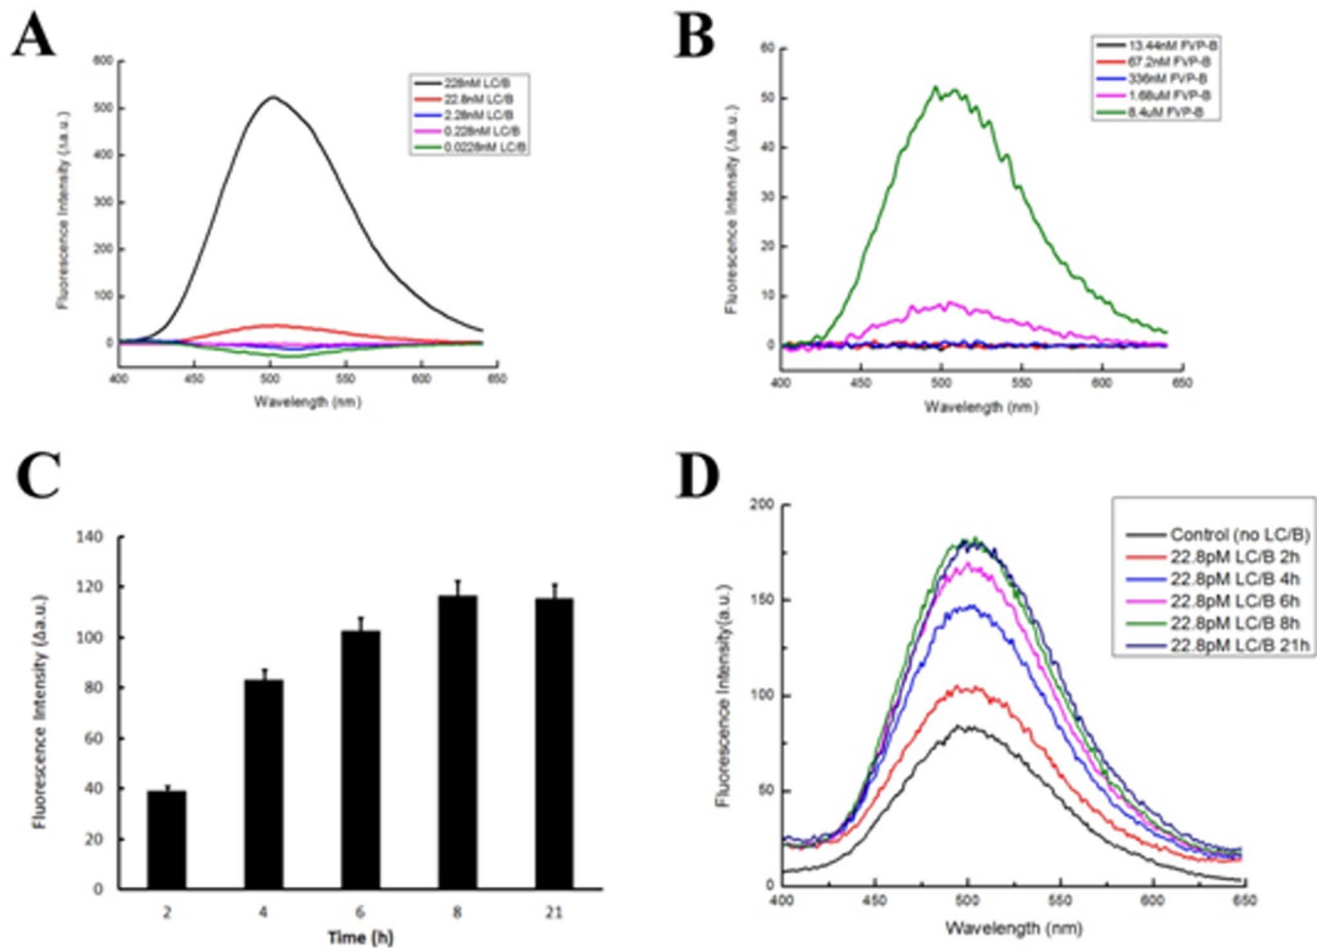 A
600
500
400
300
200
100
0
Fluorescence Intensity (Δa.u.)
228nM LC/B
22.8nM LC/B
2.28nM LC/B
0.228nM LC/B
0.0228nM LC/B
400 450 500 550 600 650
Wavelength (nm)
B
60
50
40
30
20
10
0
Fluorescence Intensity (Δa.u.)
13.44nM FVP-B
67.2nM FVP-B
336nM FVP-B
1.68uM FVP-B
8.4uM FVP-B
400 450 500 550 600 650
Wavelength (nm)
C
140
120
100
80
60
40
20
0
Fluorescence Intensity (Δa.u.)
2 4 6 8 21
Time (h)
D
200
150
100
50
0
Fluorescence Intensity(a.u.)
Control (no LC/B)
22.8pM LC/B 2h
22.8pM LC/B 4h
22.8pM LC/B 6h
22.8pM LC/B 8h
22.8pM LC/B 21h
400 450 500 550 600 650
Wavelength (nm)